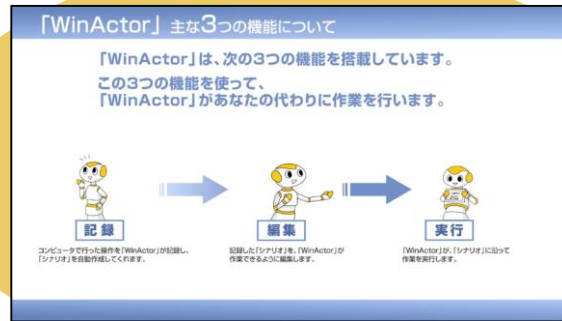 「WinActor」 主な3つの機能について
「WinActor」は、次の3つの機能を搭載しています。
この3つの機能を使って、
「WinActor」があなたの代わりに作業を行います。
記録
コンピュータで行った操作を「WinActor」が記録し、
「シナリオ」を自動作成してくれます。
編集
記録した「シナリオ」を、「WinActor」が
作業できるように編集します。
実行
「WinActor」が、「シナリオ」に沿って
作業を実行します。